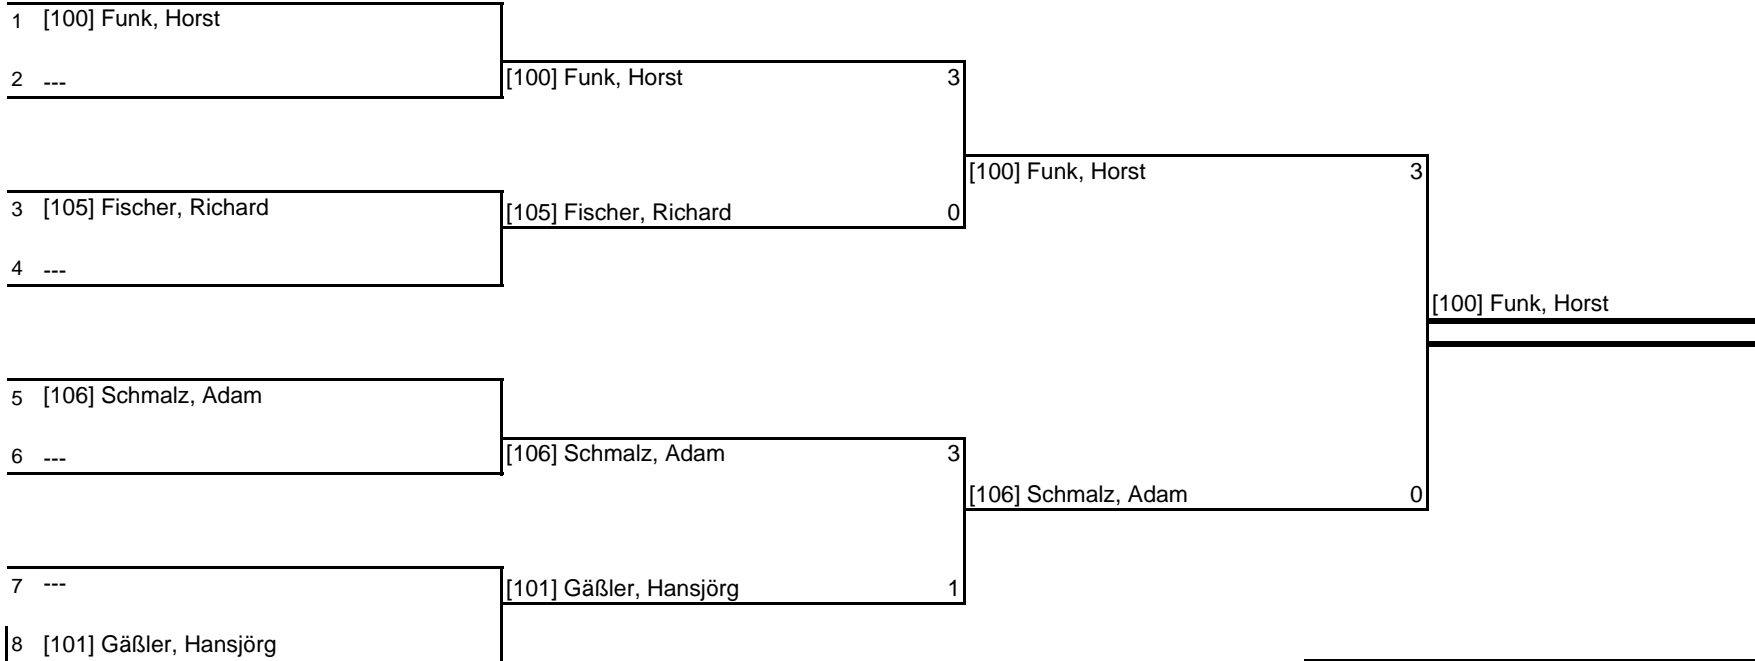 1 [100] Funk, Horst
2 --- [100] Funk, Horst 3
[100] Funk, Horst 3
3 [105] Fischer, Richard [105] Fischer, Richard 0
4 ---
[100] Funk, Horst
5 [106] Schmalz, Adam
6 --- [106] Schmalz, Adam 3
[106] Schmalz, Adam 0
7 --- [101] Gäßler, Hansjörg 1
8 [101] Gäßler, Hansjörg